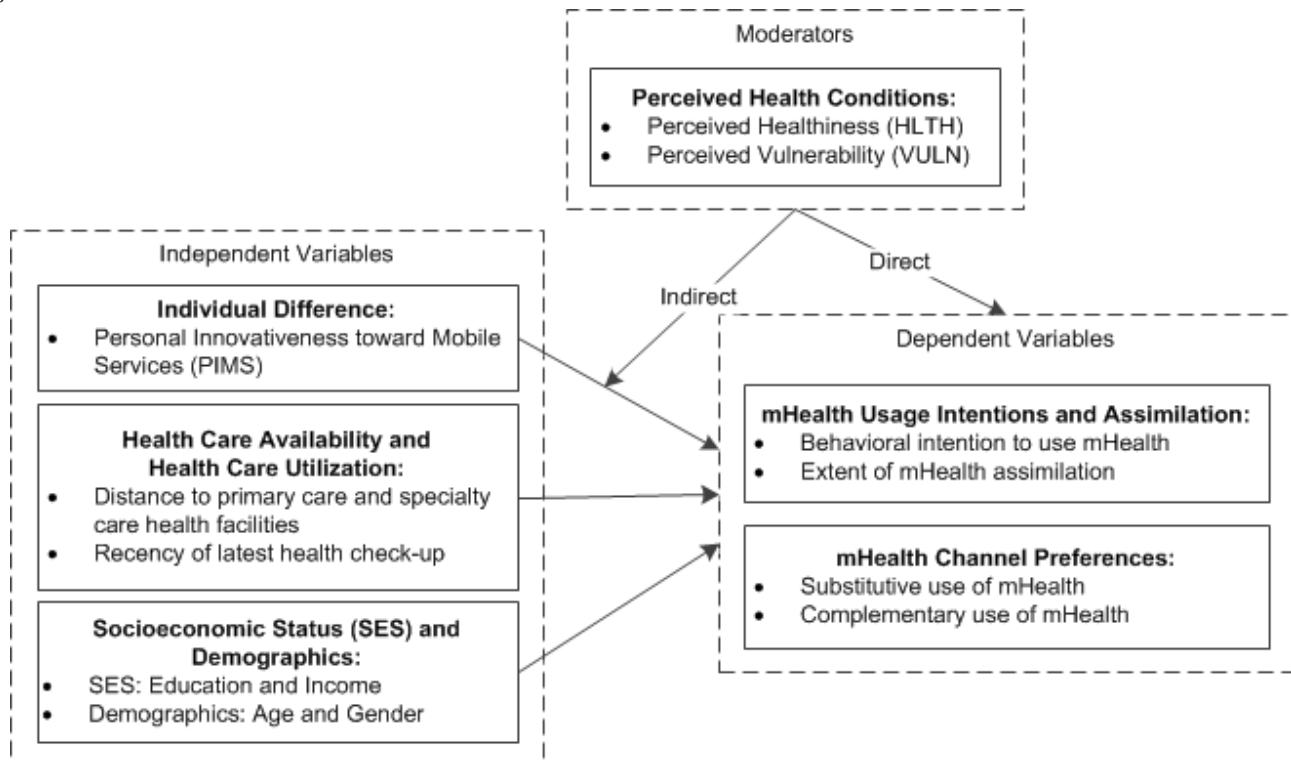 Moderators
Perceived Health Conditions:
• Perceived Healthiness (HLTH)
• Perceived Vulnerability (VULN)
Independent Variables
Individual Difference:
• Personal Innovativeness toward Mobile
Services (PIMS)
Health Care Availability and
Health Care Utilization:
• Distance to primary care and specialty
care health facilities
• Recency of latest health check-up
Socioeconomic Status (SES) and
Demographics:
• SES: Education and Income
• Demographics: Age and Gender
Indirect
Direct
Dependent Variables
mHealth Usage Intentions and Assimilation:
• Behavioral intention to use mHealth
• Extent of mHealth assimilation
mHealth Channel Preferences:
• Substitutive use of mHealth
• Complementary use of mHealth